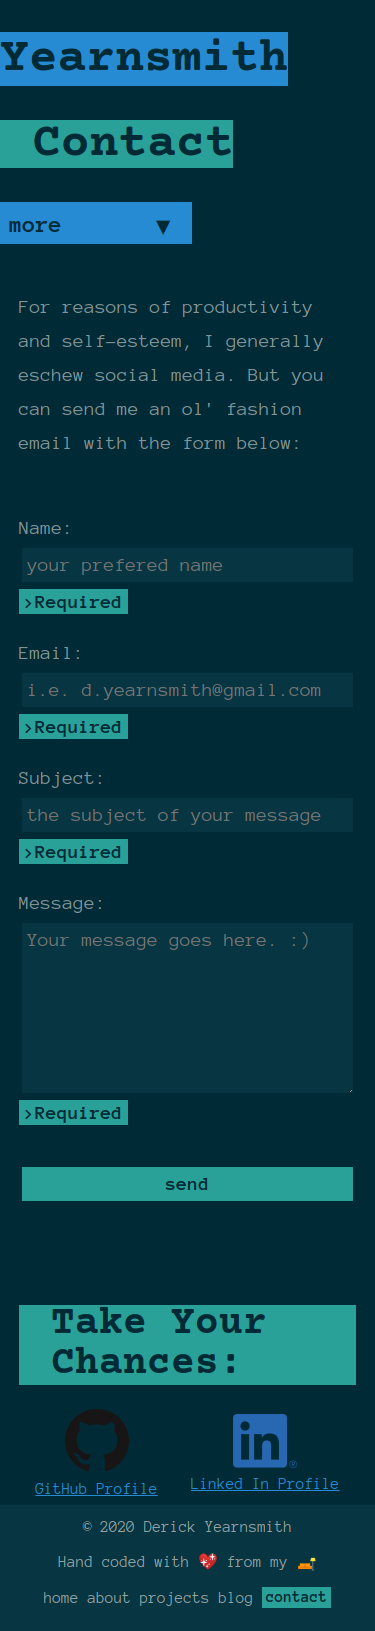 Yearnsmith
Contact
more ▼
For reasons of productivity
and self-esteem, I generally
eschew social media. But you
can send me an ol' fashion
email with the form below:
Name:
your prefered name
>Required
Email:
i.e. d.yearnsmith@gmail.com
>Required
Subject:
the subject of your message
>Required
Message:
Your message goes here. :)
>Required
send
Take Your
Chances:
in ®
GitHub Profile
Linked In Profile
© 2020 Derick Yearnsmith
Hand coded with 💖 from my 🛋️
home about projects blog contact